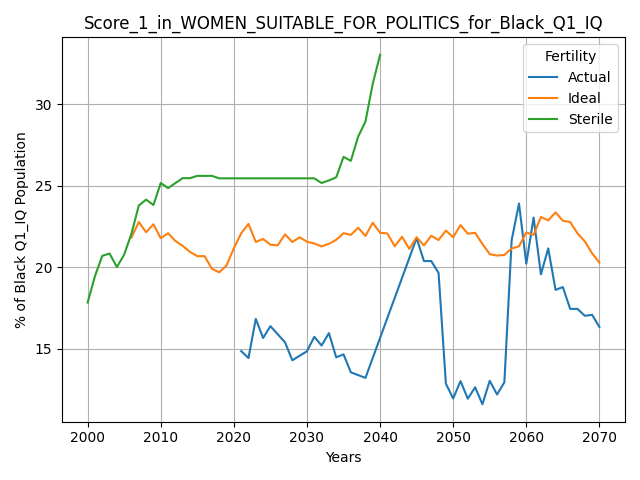 Score_1_in_WOMEN_SUITABLE_FOR_POLITICS_for_Black_Q1_IQ
Fertility
Actual
Ideal
Sterile
% of Black Q1_IQ Population
30
25
20
15
2000 2010 2020 2030 2040 2050 2060 2070
Years